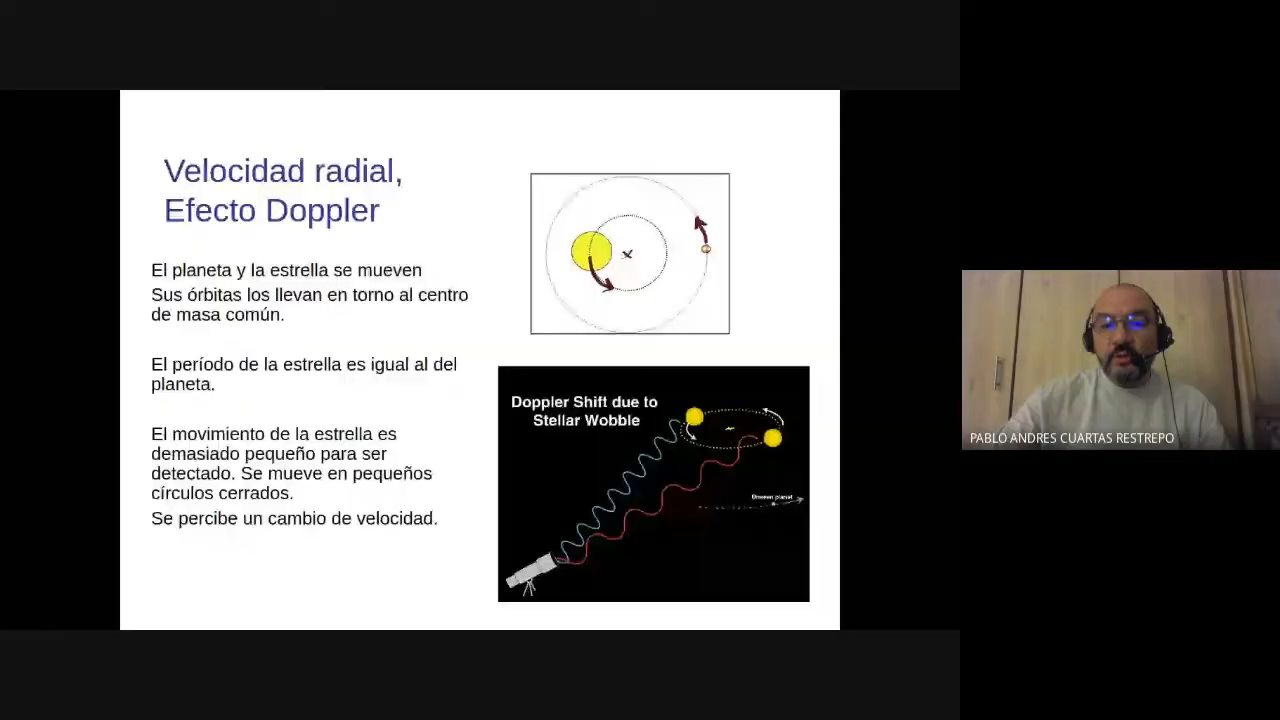 Velocidad radial,
Efecto Doppler
El planeta y la estrella se mueven
Sus órbitas los llevan en torno al centro
de masa común.
El período de la estrella es igual al del
planeta.
El movimiento de la estrella es
demasiado pequeño para ser
detectado. Se mueve en pequeños
círculos cerrados.
Se percibe un cambio de velocidad.
Doppler Shift due to
Stellar Wobble
Unseen planet
PABLO ANDRES CUARTAS RESTREPO